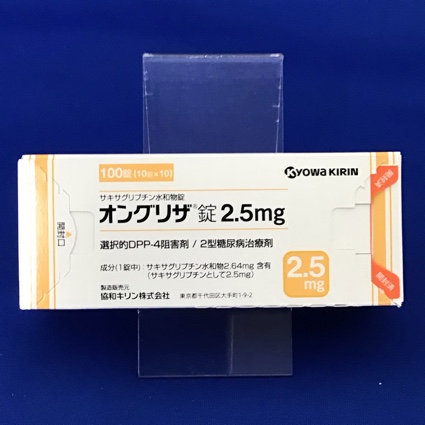 100錠(10錠×10)
KYOWA KIRIN
サキサグリプチン水和物錠
オングリザ®錠2.5mg
選択的DPP-4阻害剤 / 2型糖尿病治療剤
成分(1錠中):サキサグリプチン水和物2.64mg 含有
(サキサグリプチンとして2.5mg)
2.5
mg
製造販売元
協和キリン株式会社 東京都千代田区大手町1-9-2
開封口
開封済
開封済